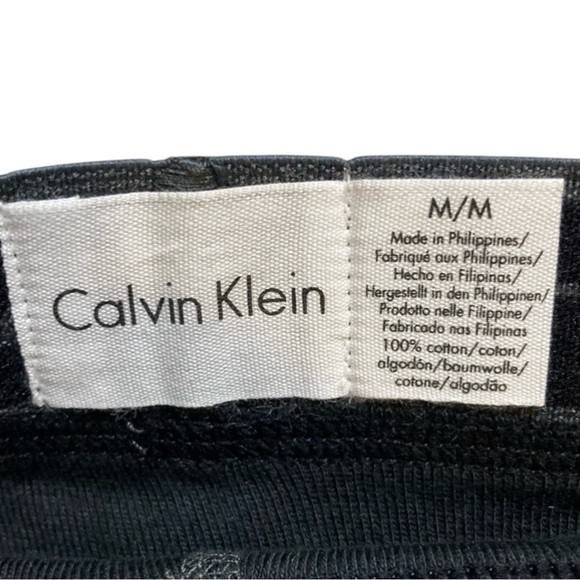 Calvin Klein
M/M
Made in Philippines/
Fabriqué aux Philippines/
Hecho en Filipinas/
Hergestellt in den Philippinen/
Prodotto nelle Filippine/
Fabricado nas Filipinas
100% cotton/coton/
algodón/baumwolle/
cotone/algodão